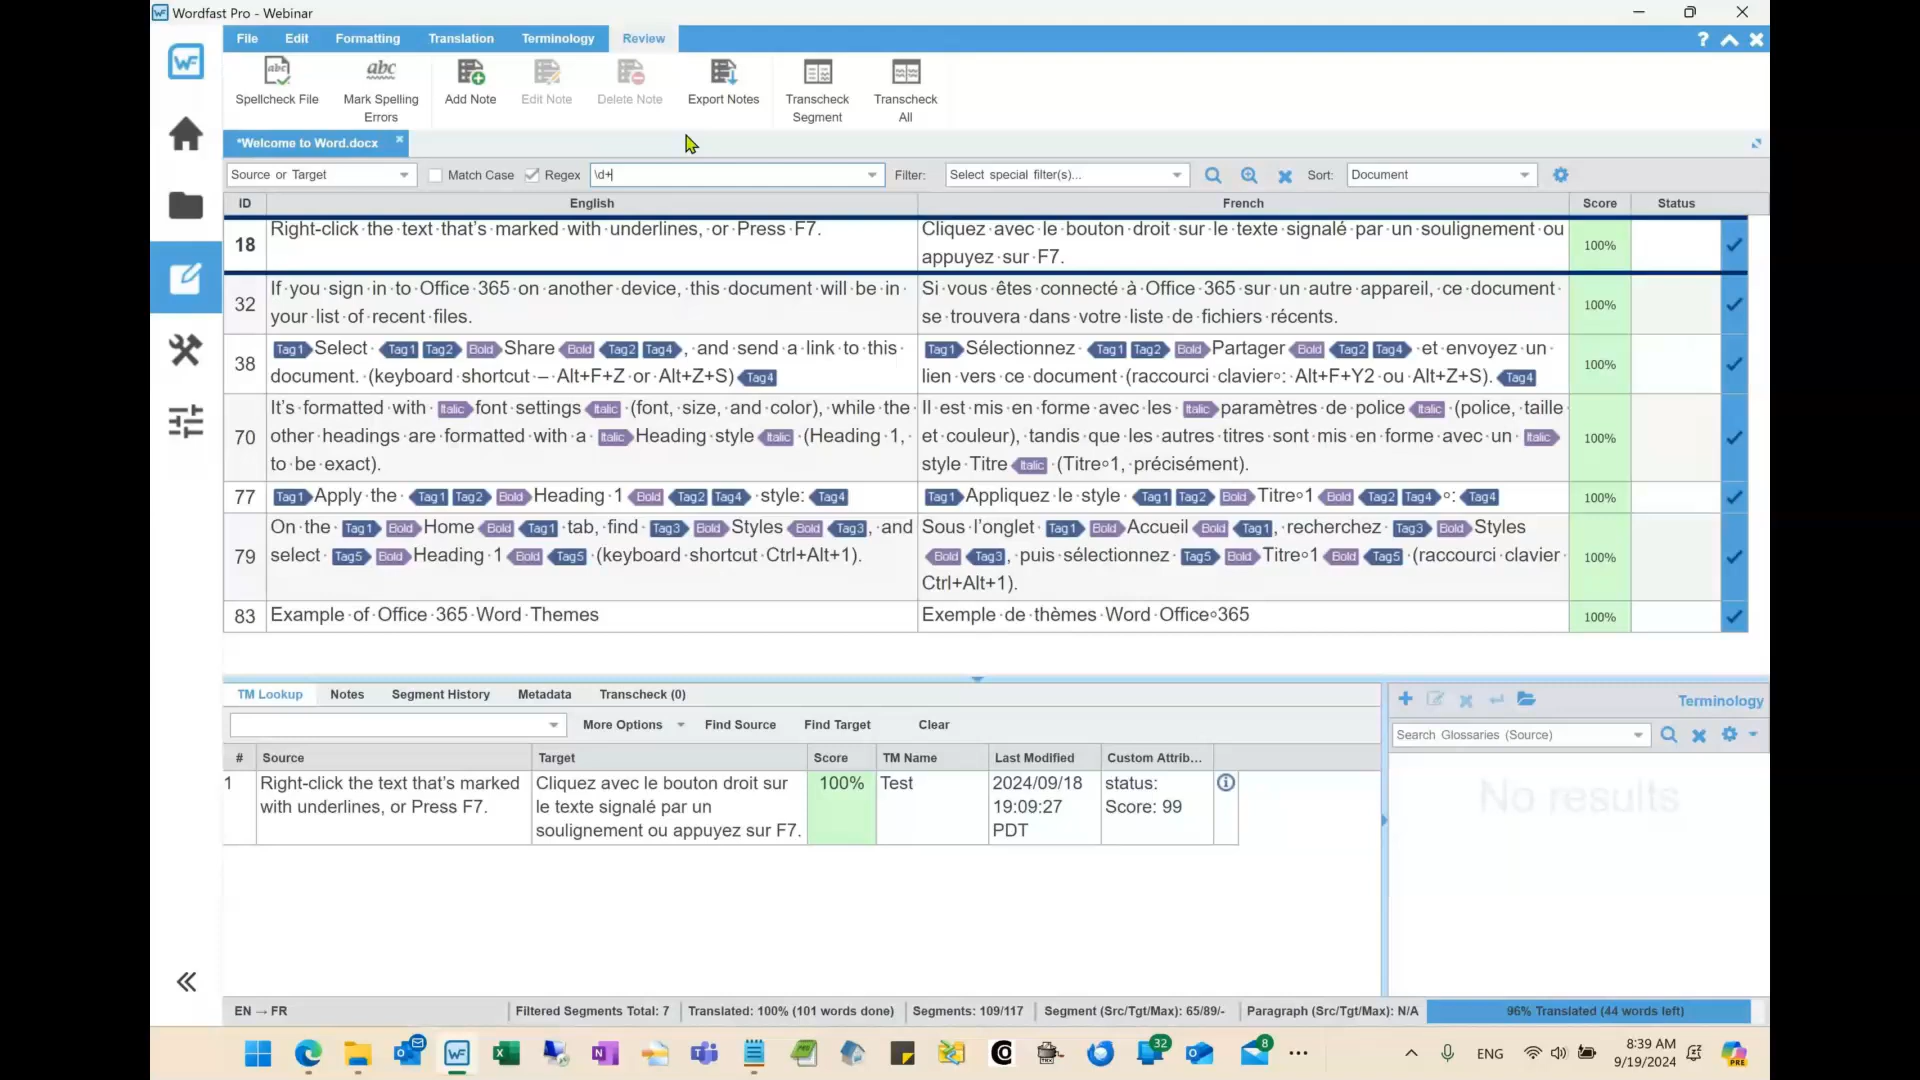 Wordfast Pro - Webinar
File Edit Formatting Translation Terminology Review
Spellcheck File
Mark Spelling Errors
Add Note
Edit Note
Delete Note
Export Notes
Transcheck Segment
Transcheck All
*Welcome to Word.docx
Source or Target Match Case Regex \d+ Filter: Select special filter(s)... Sort: Document
ID English French Score Status
18
Right-click·the·text·that's·marked·with·underlines,·or·Press·F7.
Cliquez·avec·le·bouton·droit·sur·le·texte·signalé·par·un·soulignement·ou·
appuyez·sur·F7.
100%
32
If·you·sign·in·to·Office·365·on·another·device,·this·document·will·be·in·
your·list·of·recent·files.
Si·vous·êtes·connecté·à·Office·365·sur·un·autre·appareil,·ce·document·
se·trouvera·dans·votre·liste·de·fichiers·récents.
100%
38
Tag1 Select· Tag1 Tag2 Bold Share Bold Tag2 Tag4 ,·and·send·a·link·to·this·
document.·(keyboard·shortcut·–·Alt+F+Z·or·Alt+Z+S) Tag4
Tag1 Sélectionnez· Tag1 Tag2 Bold Partager Bold Tag2 Tag4 ·et·envoyez·un·
lien·vers·ce·document·(raccourci·clavier°:·Alt+F+Y2·ou·Alt+Z+S). Tag4
100%
70
It's·formatted·with· Italic font·settings Italic ·(font,·size,·and·color),·while·the·
other·headings·are·formatted·with·a· Italic Heading·style Italic ·(Heading·1,·
to·be·exact).
Il·est·mis·en·forme·avec·les· Italic paramètres·de·police Italic ·(police,·taille·
et·couleur),·tandis·que·les·autres·titres·sont·mis·en·forme·avec·un· Italic
style·Titre Italic ·(Titre°1,·précisément).
100%
77
Tag1 Apply·the· Tag1 Tag2 Bold Heading·1 Bold Tag2 Tag4 ·style: Tag4
Tag1 Appliquez·le·style· Tag1 Tag2 Bold Titre°1 Bold Tag2 Tag4 °: Tag4
100%
79
On·the· Tag1 Bold Home Bold Tag1 ·tab,·find· Tag3 Bold Styles Bold Tag3 ,·and·
select· Tag5 Bold Heading·1 Bold Tag5 ·(keyboard·shortcut·Ctrl+Alt+1).
Sous·l'onglet· Tag1 Bold Accueil Bold Tag1 ,·recherchez· Tag3 Bold Styles
Bold Tag3 ,·puis·sélectionnez· Tag5 Bold Titre°1 Bold Tag5 ·(raccourci·clavier·
Ctrl+Alt+1).
100%
83
Example·of·Office·365·Word·Themes
Exemple·de·thèmes·Word·Office°365
100%
TM Lookup Notes Segment History Metadata Transcheck (0)
More Options Find Source Find Target Clear
# Source Target Score TM Name Last Modified Custom Attrib...
1
Right-click the text that's marked
with underlines, or Press F7.
Cliquez avec le bouton droit sur
le texte signalé par un
soulignement ou appuyez sur F7.
100%
Test
2024/09/18
19:09:27
PDT
status:
Score: 99
Terminology
Search Glossaries (Source)
No results
EN → FR Filtered Segments Total: 7 Translated: 100% (101 words done) Segments: 109/117 Segment (Src/Tgt/Max): 65/89/- Paragraph (Src/Tgt/Max): N/A 96% Translated (44 words left)
32
8
ENG
8:39 AM
9/19/2024
PRE